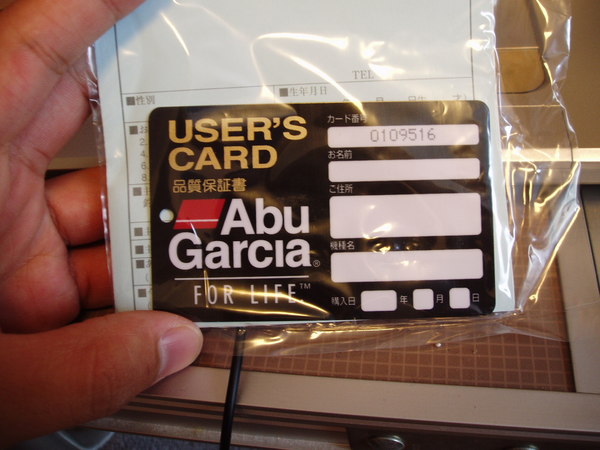 TEL
■性別
■生年月日
USER'S
CARD
品質保証書
Abu
Garcia®
FOR LIFE.™
カード番号
0109516
お名前
ご住所
機種名
購入日 年 月 日